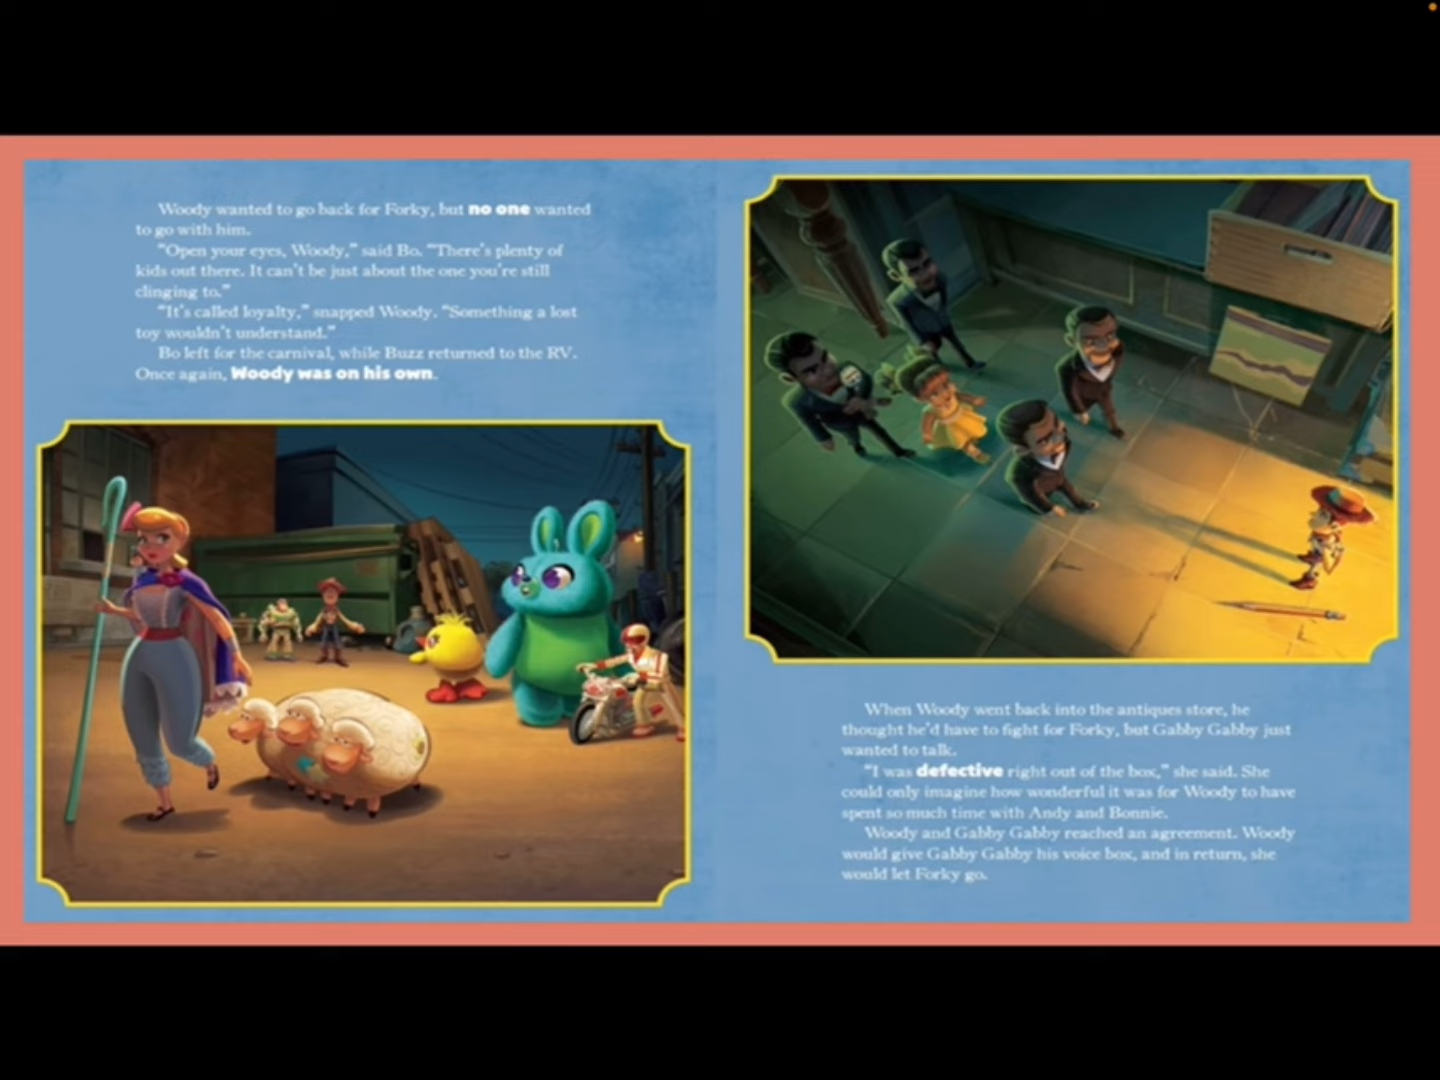 Woody wanted to go back for Forky, but no one wanted
to go with him.
“Open your eyes, Woody,” said Bo. “There’s plenty of
kids out there. It can’t be just about the one you’re still
clinging to.”
“It’s called loyalty,” snapped Woody. “Something a lost
toy wouldn’t understand.”
Bo left for the carnival, while Buzz returned to the RV.
Once again, Woody was on his own.
When Woody went back into the antiques store, he
thought he’d have to fight for Forky, but Gabby Gabby just
wanted to talk.
“I was defective right out of the box,” she said. She
could only imagine how wonderful it was for Woody to have
spent so much time with Andy and Bonnie.
Woody and Gabby Gabby reached an agreement. Woody
would give Gabby Gabby his voice box, and in return, she
would let Forky go.